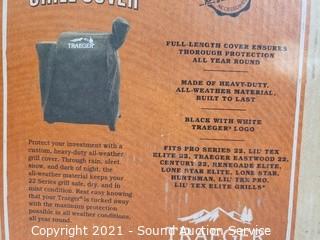 GRILL COVER
TRAEGER
FULL-LENGTH COVER ENSURES
THOROUGH PROTECTION
ALL YEAR ROUND
MADE OF HEAVY-DUTY,
ALL-WEATHER MATERIAL,
BUILT TO LAST
BLACK WITH WHITE
TRAEGER® LOGO
FITS PRO SERIES 22, LIL' TEX
ELITE 22, TRAEGER EASTWOOD 22,
CENTURY 22, RENEGADE ELITE,
LONE STAR ELITE, LONE STAR,
HUNTSMAN, LIL' TEX PRO,
LIL' TEX ELITE GRILLS*
Protect your investment with a
custom, heavy-duty all-weather
grill cover. Through rain, sleet,
snow, and dark of night, the
all-weather material keeps your
22 Series grill safe, dry, and in
mint condition. Rest easy knowing
that your Traeger® is tucked away
with the maximum protection
possible in all weather conditions,
all year round.
TRAEGER
Copyright 2021 - SoundAuctionService.com